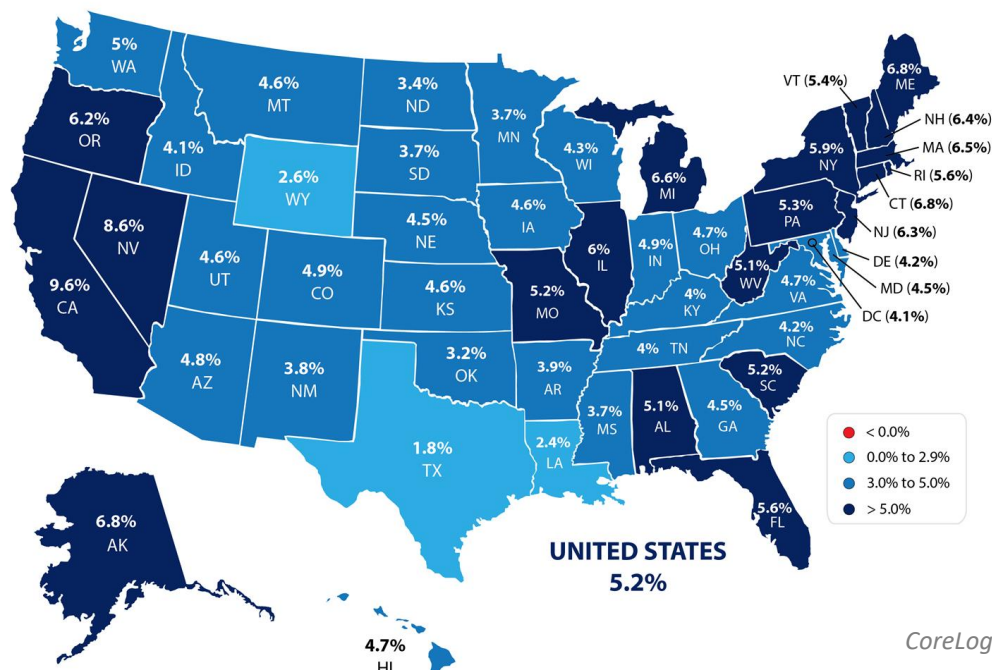 5%
WA
4.6%
MT
3.4%
ND
3.7%
MN
VT (5.4%)
6.8%
ME
6.2%
OR
4.1%
ID
2.6%
WY
3.7%
SD
4.3%
WI
6.6%
MI
5.9%
NY
NH (6.4%)
MA (6.5%)
RI (5.6%)
CT (6.8%)
NJ (6.3%)
DE (4.2%)
MD (4.5%)
DC (4.1%)
8.6%
NV
9.6%
CA
4.6%
UT
4.9%
CO
4.5%
NE
4.6%
KS
4.6%
IA
5.2%
MO
6%
IL
4.9%
IN
4.7%
OH
5.3%
PA
5.1%
WV
4.7%
VA
4%
KY
4.2%
NC
4% TN
4.8%
AZ
3.8%
NM
3.2%
OK
3.9%
AR
5.2%
SC
1.8%
TX
2.4%
LA
3.7%
MS
5.1%
AL
4.5%
GA
5.6%
FL
< 0.0%
0.0% to 2.9%
3.0% to 5.0%
> 5.0%
6.8%
AK
UNITED STATES
5.2%
4.7%
HI
CoreLog